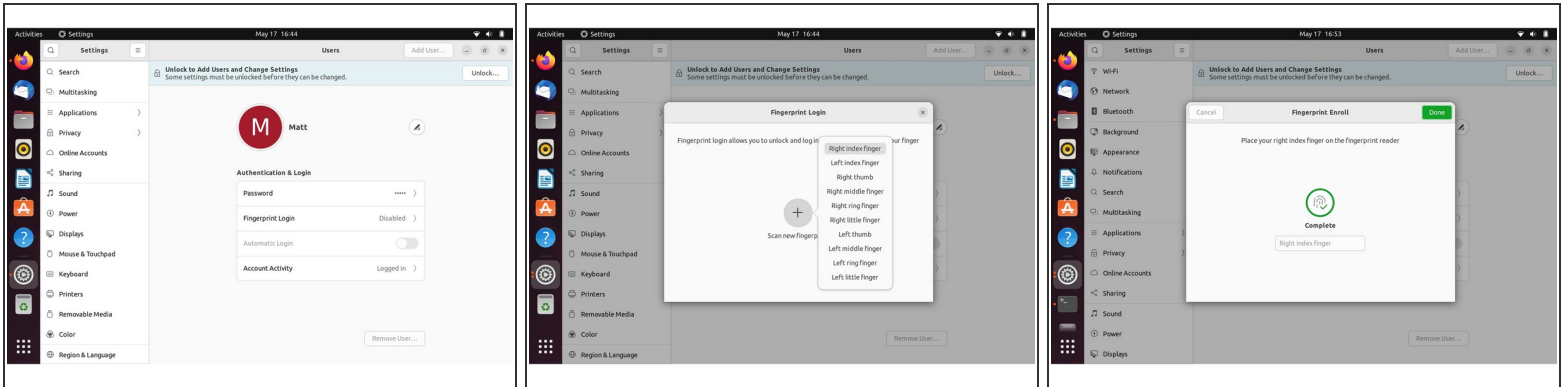 Activities
Settings
May 17 16:44
Settings
Users
Add User...
Search
Multitasking
Applications
Privacy
Online Accounts
Sharing
Sound
Power
Displays
Mouse & Touchpad
Keyboard
Printers
Removable Media
Color
Region & Language
Unlock to Add Users and Change Settings
Some settings must be unlocked before they can be changed.
Unlock...
M
Matt
Authentication & Login
Password •••••
Fingerprint Login Disabled
Automatic Login
Account Activity Logged in
Remove User...
Activities
Settings
May 17 16:44
Settings
Users
Add User...
Search
Multitasking
Applications
Privacy
Online Accounts
Sharing
Sound
Power
Displays
Mouse & Touchpad
Keyboard
Printers
Removable Media
Color
Region & Language
Unlock to Add Users and Change Settings
Some settings must be unlocked before they can be changed.
Unlock...
Fingerprint Login
Fingerprint login allows you to unlock and log in
our finger
Right index finger
Left index finger
Right thumb
Right middle finger
Right ring finger
Right little finger
Left thumb
Left middle finger
Left ring finger
Left little finger
Scan new fingerp
Remove User...
Activities
Settings
May 17 16:53
Settings
Users
Add User...
Wi-Fi
Network
Bluetooth
Background
Appearance
Notifications
Search
Multitasking
Applications
Privacy
Online Accounts
Sharing
Sound
Power
Displays
Unlock to Add Users and Change Settings
Some settings must be unlocked before they can be changed.
Unlock...
Cancel
Fingerprint Enroll
Done
Place your right index finger on the fingerprint reader
Complete
Right index finger
Remove User...